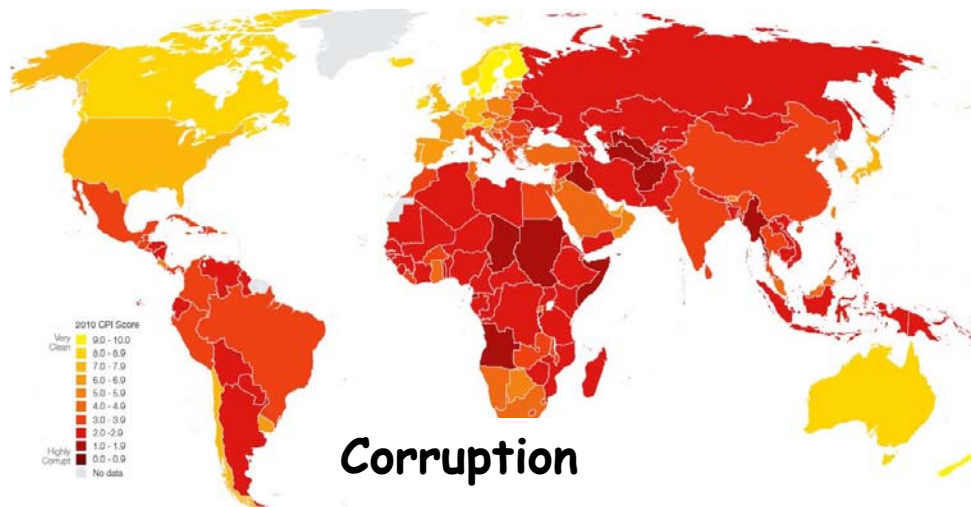 2010 CPI Score
Very
Clean
9.0 - 10.0
8.0 - 8.9
7.0 - 7.9
6.0 - 6.9
5.0 - 5.9
4.0 - 4.9
3.0 - 3.9
2.0 - 2.9
1.0 - 1.9
0.0 - 0.9
Highly
Corrupt
No data
Corruption